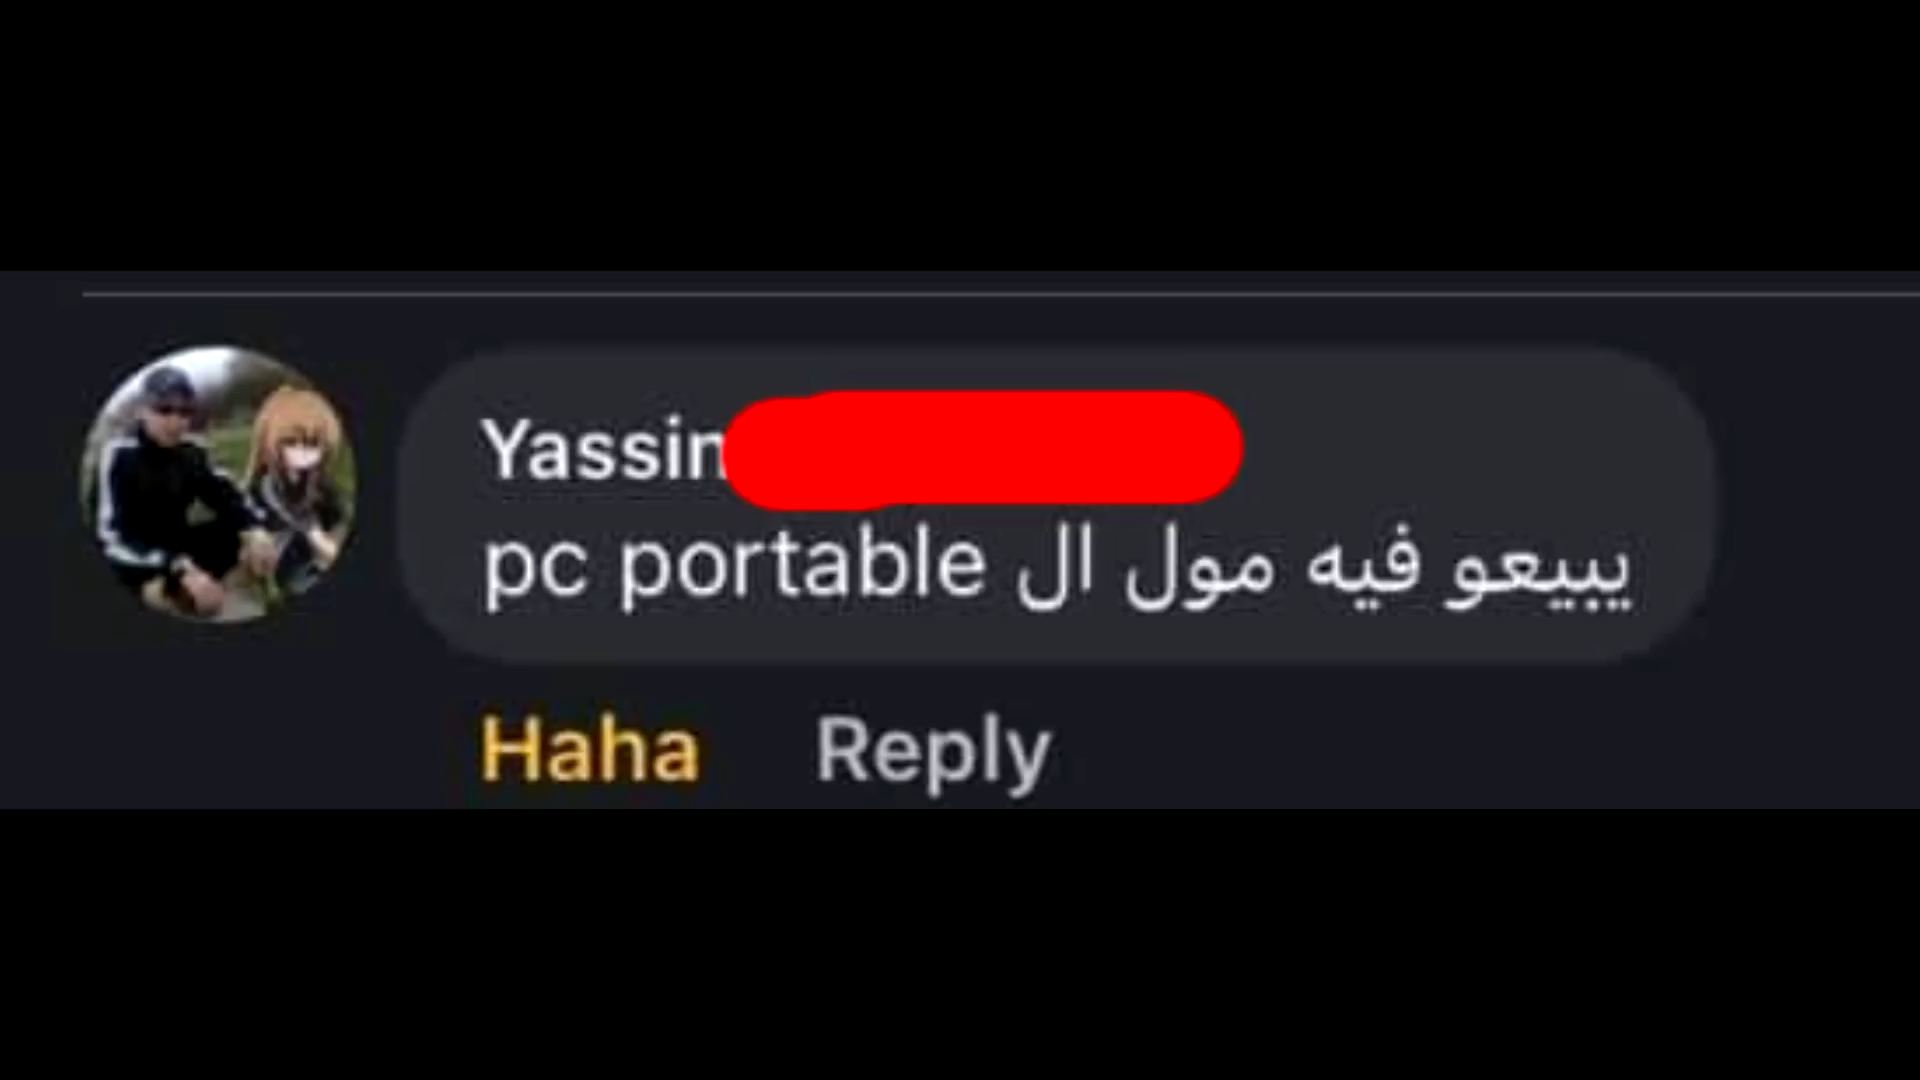 Yassin
يبيعو فيه مول ال pc portable
Haha Reply